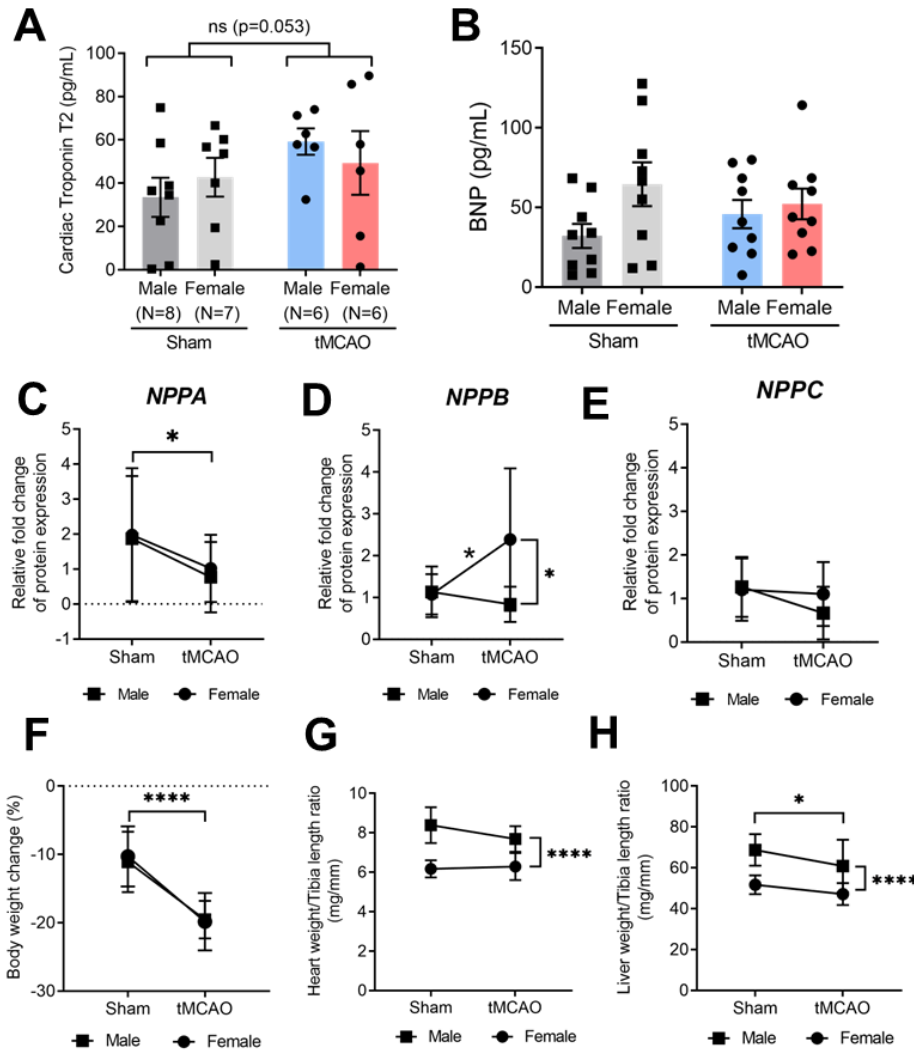 A
ns (p=0.053)
Cardiac Troponin T2 (pg/mL)
100
80
60
40
20
0
Male Female Male Female
(N=8) (N=7) (N=6) (N=6)
Sham tMCAO
B
BNP (pg/mL)
150
100
50
0
Male Female Male Female
Sham tMCAO
C
NPPA
Relative fold change
of protein expression
5
4
3
2
1
0
-1
*
Sham tMCAO
Male Female
D
NPPB
Relative fold change
of protein expression
5
4
3
2
1
0
*
*
Sham tMCAO
Male Female
E
NPPC
Relative fold change
of protein expression
5
4
3
2
1
0
Sham tMCAO
Male Female
F
Body weight change (%)
0
-10
-20
-30
****
Sham tMCAO
Male Female
G
Heart weight/Tibia length ratio
(mg/mm)
10
8
6
4
2
0
****
Sham tMCAO
Male Female
H
Liver weight/Tibia length ratio
(mg/mm)
100
80
60
40
20
0
*
****
Sham tMCAO
Male Female